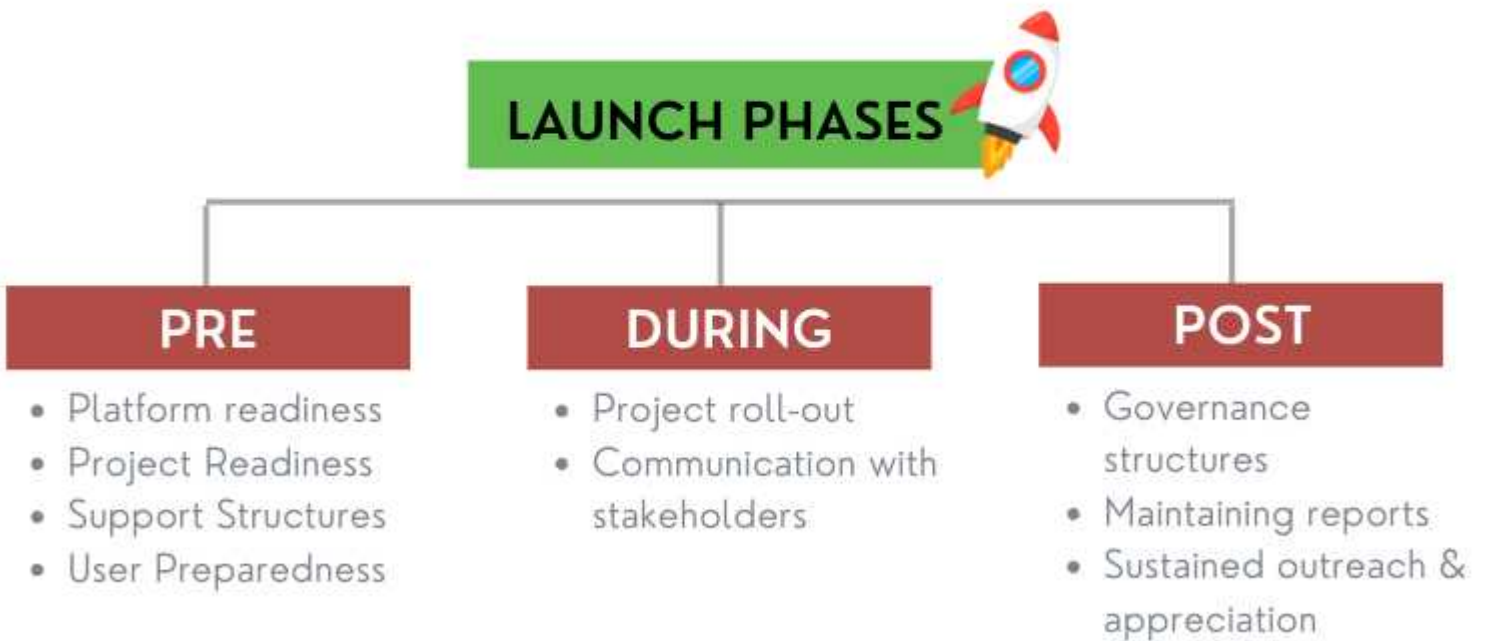 LAUNCH PHASES
PRE
• Platform readiness
• Project Readiness
• Support Structures
• User Preparedness
DURING
• Project roll-out
• Communication with
stakeholders
POST
• Governance
structures
• Maintaining reports
• Sustained outreach &
appreciation